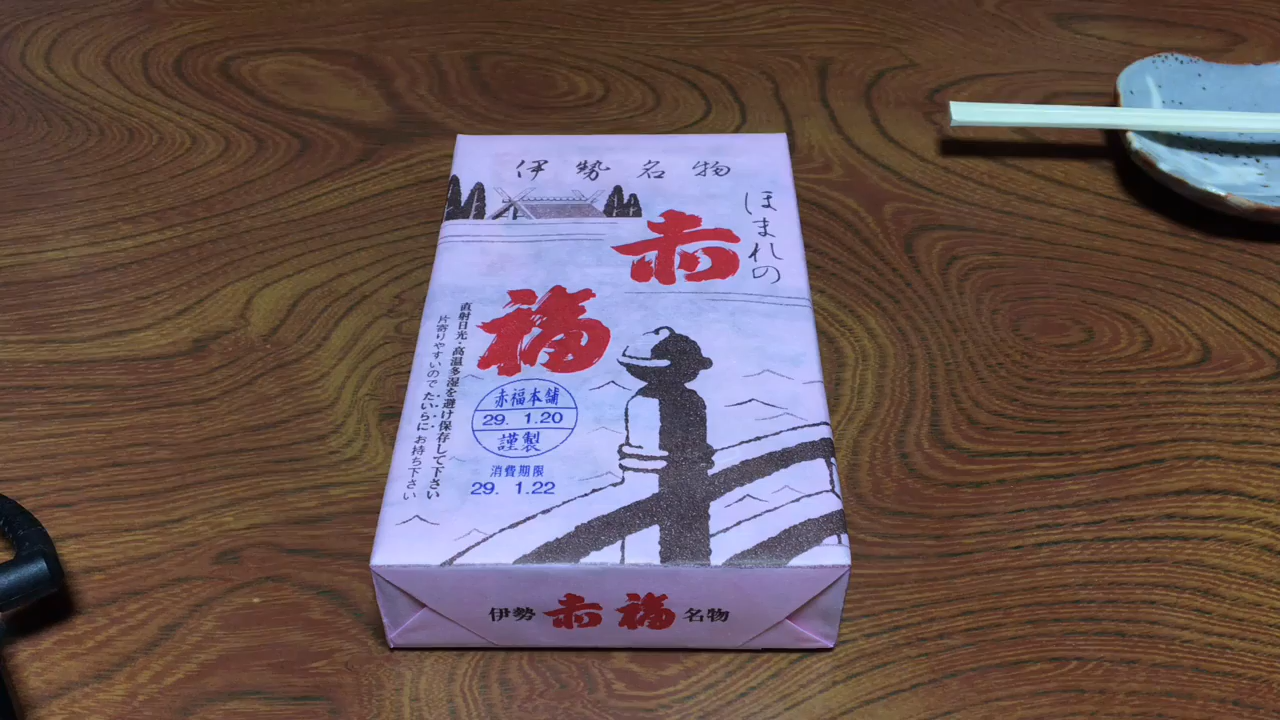 伊勢名物
ほまれの
赤
福
直射日光・高温多湿を避け保存して下さい
片寄りやすいのでたいらにお持ち下さい
赤福本舗
29. 1.20
謹製
消費期限
29. 1.22
伊勢 赤福 名物